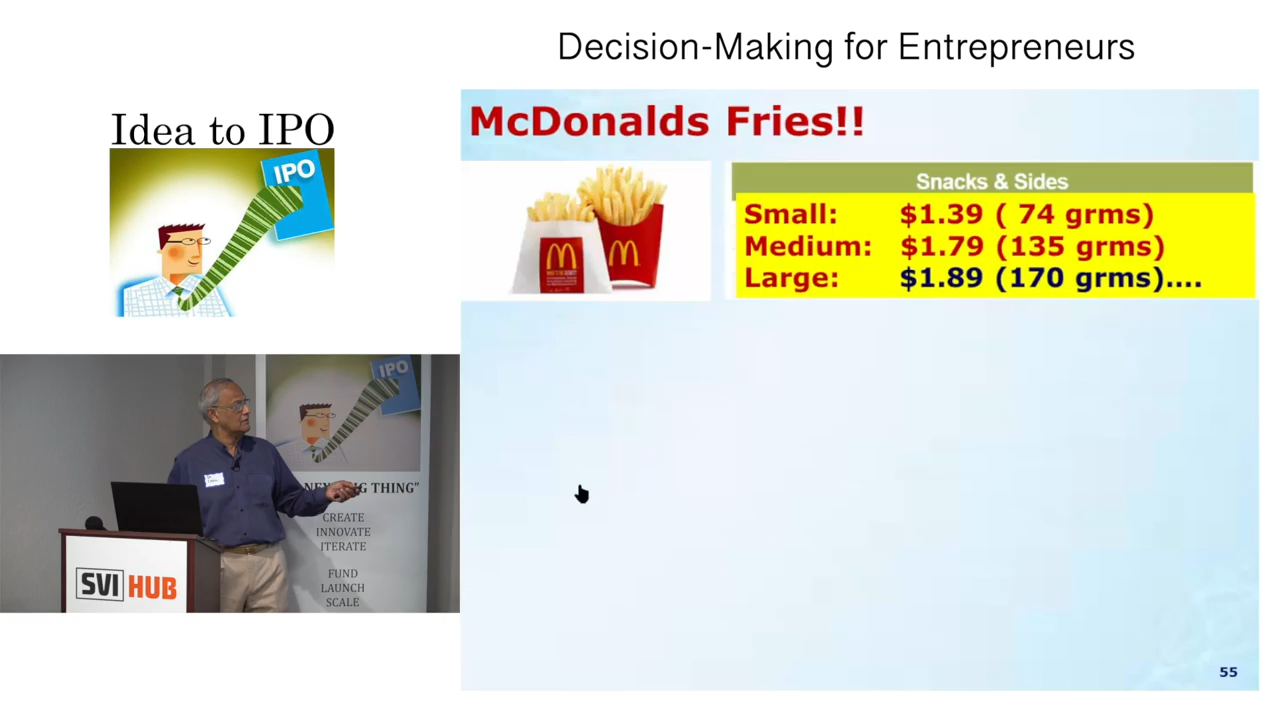 Decision-Making for Entrepreneurs
Idea to IPO
IPO
McDonalds Fries!!
Snacks & Sides
Small: $1.39 ( 74 grms)
Medium: $1.79 (135 grms)
Large: $1.89 (170 grms)....
IPO
THING"
CREATE
INNOVATE
ITERATE
FUND
LAUNCH
SCALE
SVI HUB
55